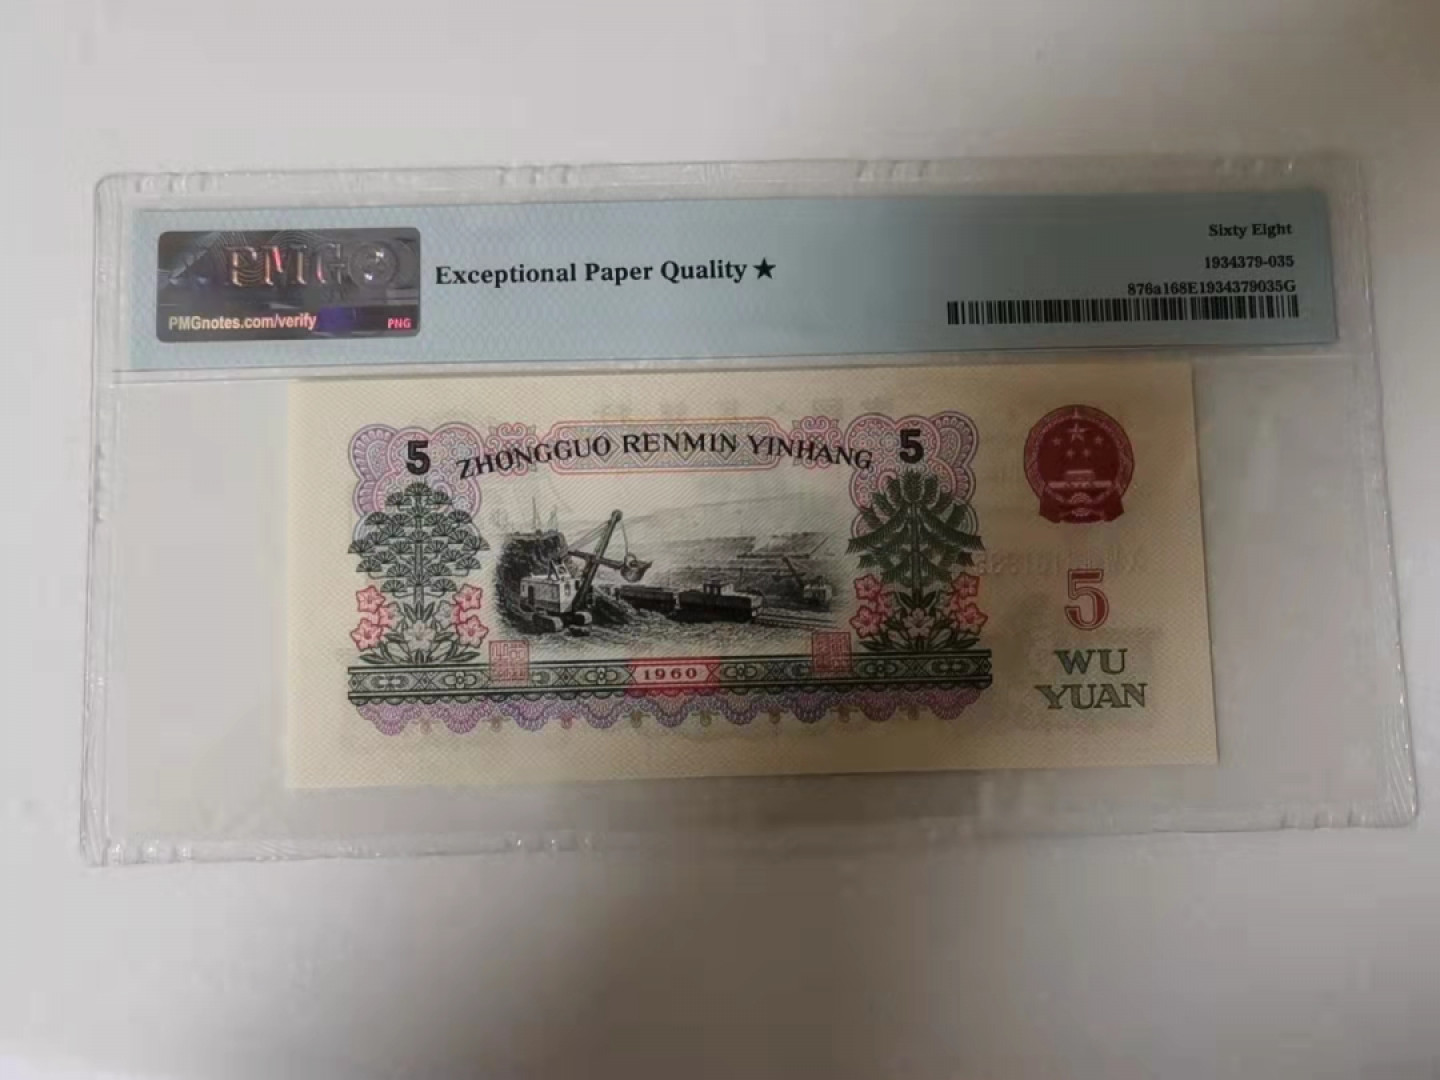 Sixty Eight
PMG
Exceptional Paper Quality ★
1934379-035
876a168E1934379035G
PMGnotes.com/verify
PNG
5 ZHONGGUO RENMIN YINHANG 5
5
1960
WU
YUAN